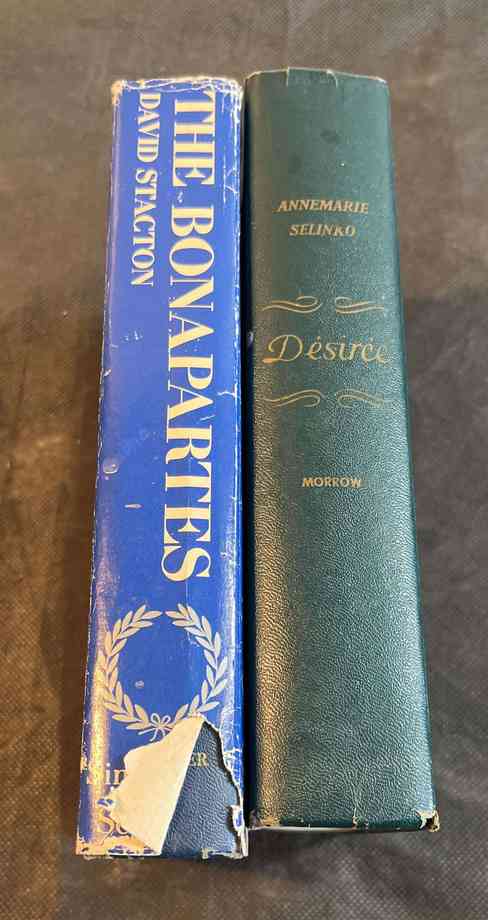 THE BONAPARTES
DAVID STACTON
ANNEMARIE
SELINKO
Désirée
MORROW